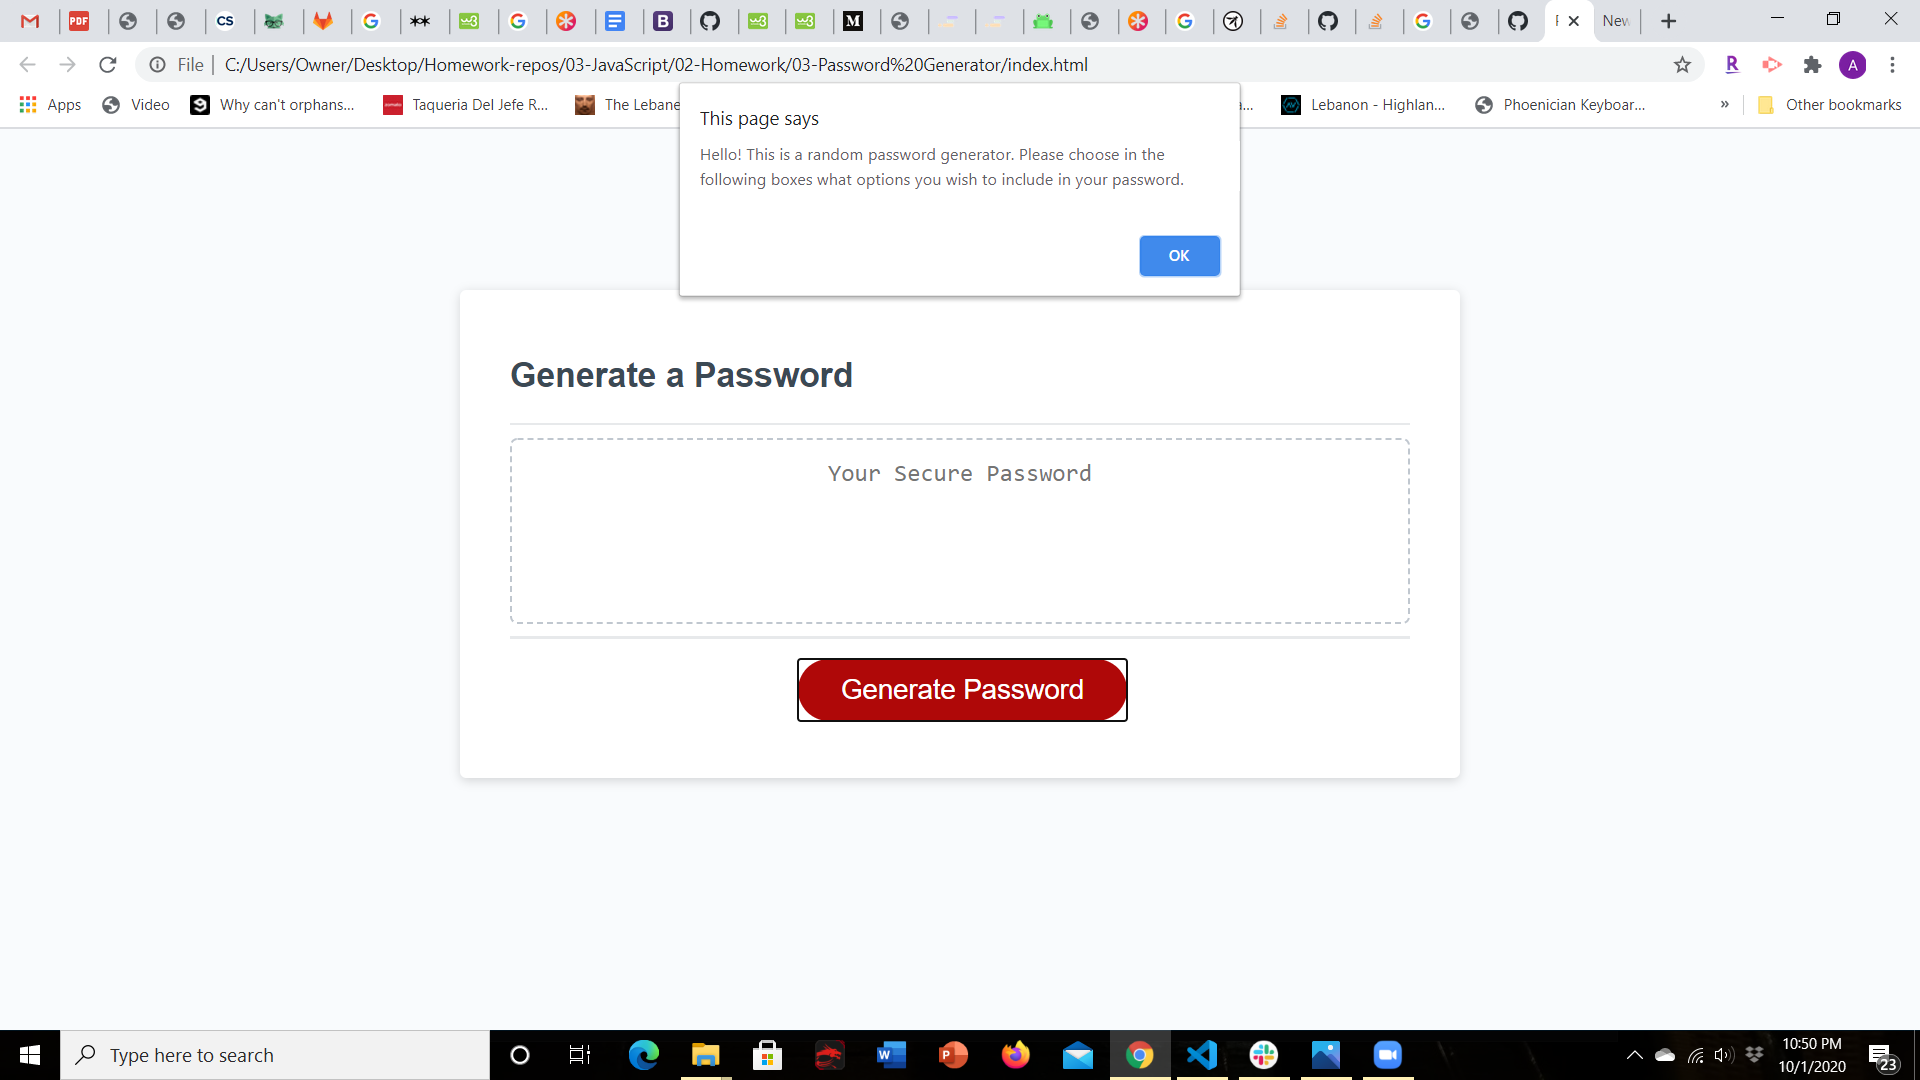 PDF
CS
B
M
New
File
C:/Users/Owner/Desktop/Homework-repos/03-JavaScript/02-Homework/03-Password%20Generator/index.html
R
A
Apps
Video
Why can't orphans...
Taqueria Del Jefe R...
The Lebane
a...
Lebanon - Highlan...
Phoenician Keyboar...
»
Other bookmarks
This page says
Hello! This is a random password generator. Please choose in the
following boxes what options you wish to include in your password.
OK
Generate a Password
Your Secure Password
Generate Password
Type here to search
10:50 PM
10/1/2020
23